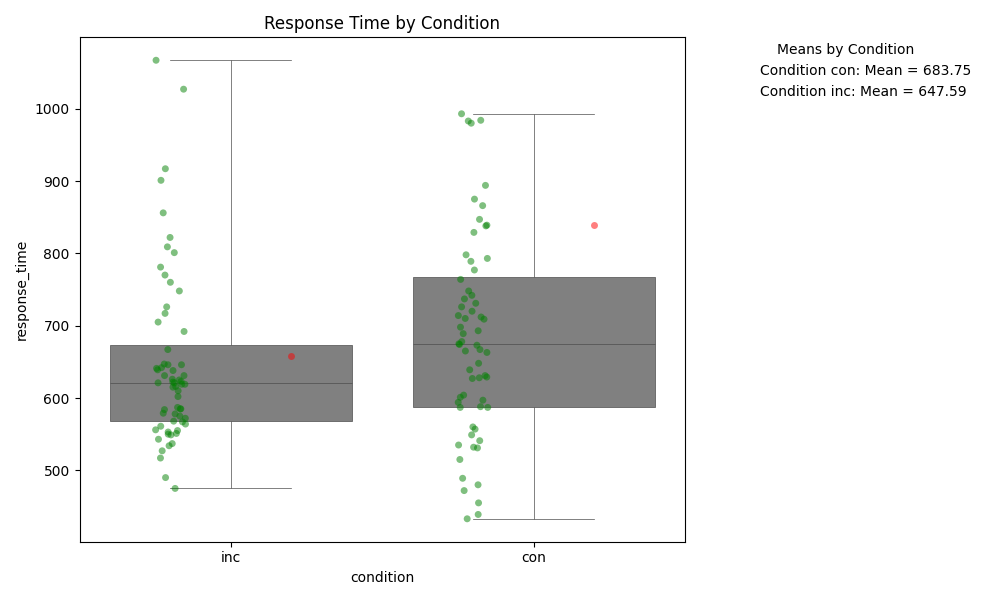 Response Time by Condition
Means by Condition
Condition con: Mean = 683.75
Condition inc: Mean = 647.59
1000
900
800
700
600
500
response_time
inc
con
condition